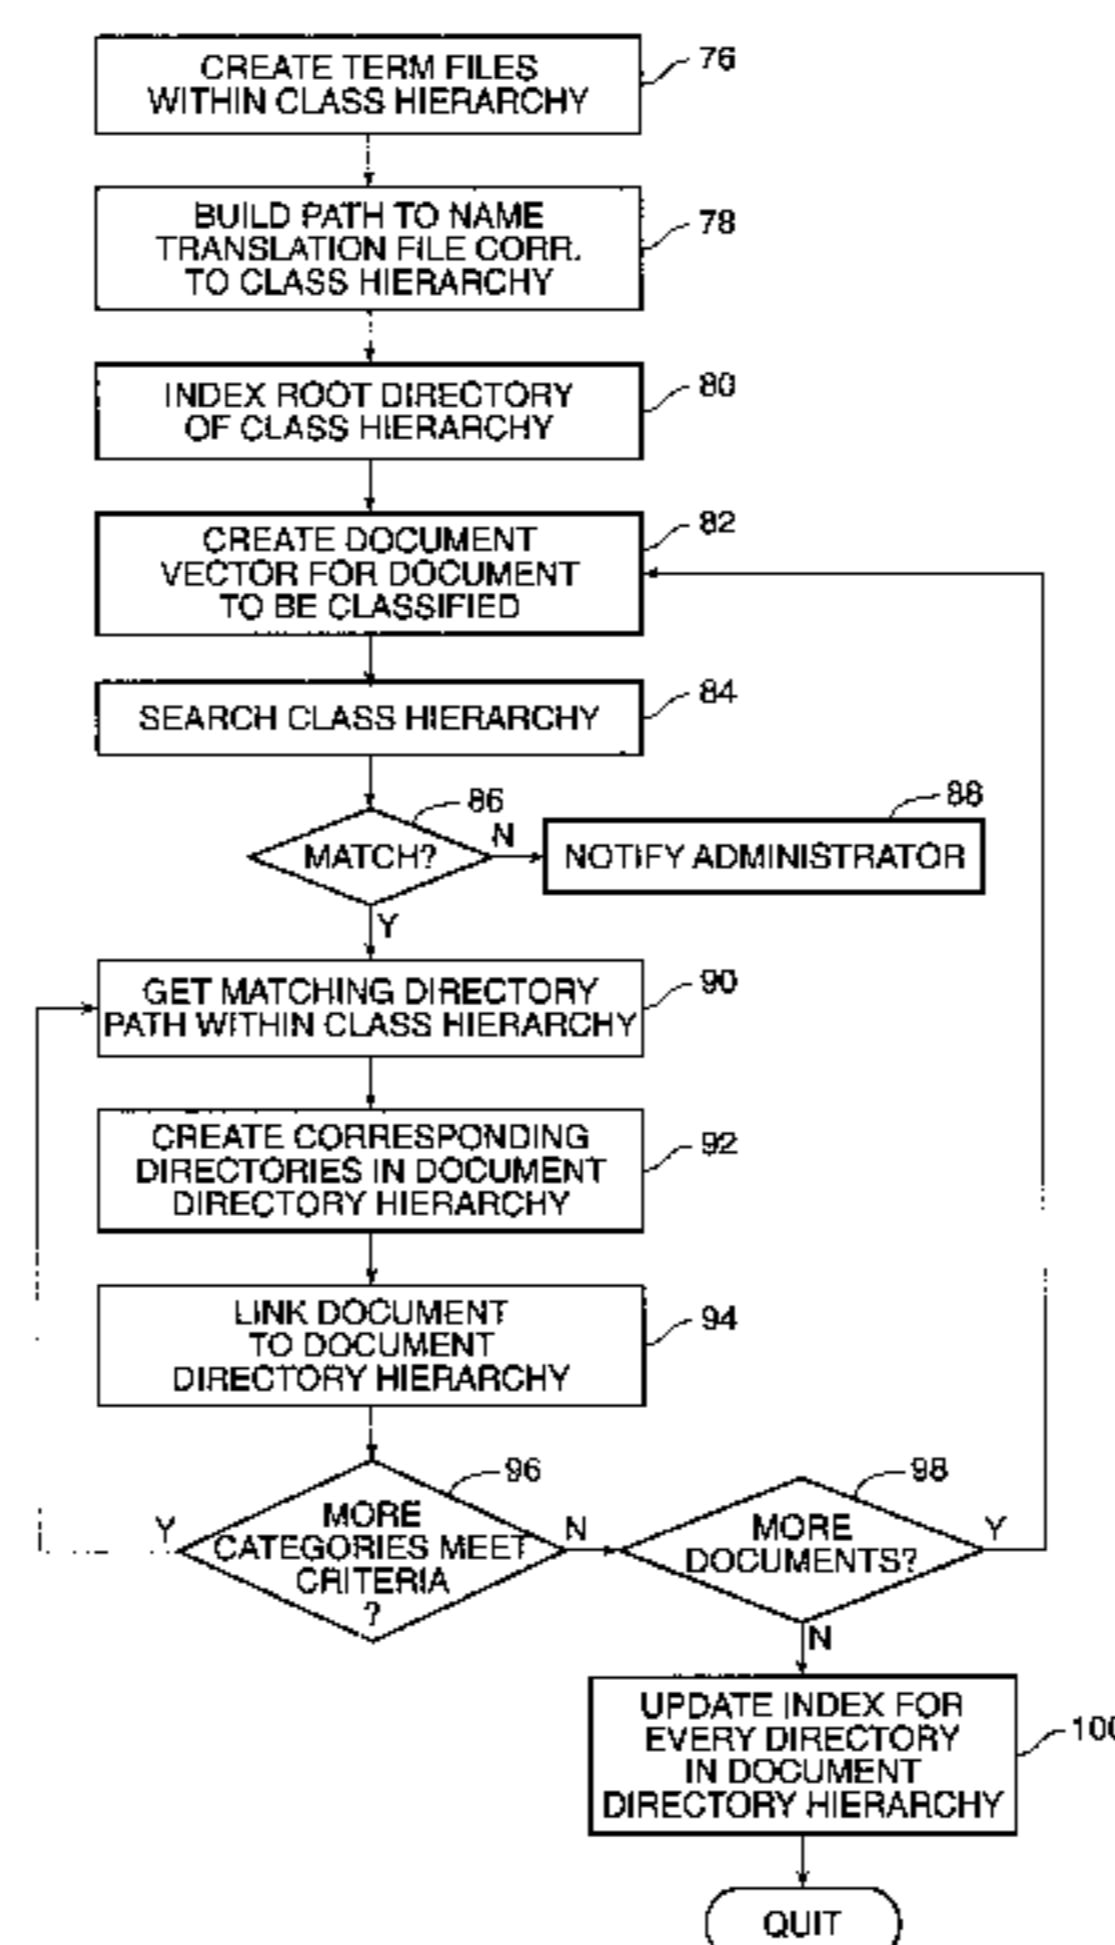 CREATE TERM FILES
WITHIN CLASS HIERARCHY
76
BUILD PATH TO NAME
TRANSLATION FILE CORR.
TO CLASS HIERARCHY
78
INDEX ROOT DIRECTORY
OF CLASS HIERARCHY
80
CREATE DOCUMENT
VECTOR FOR DOCUMENT
TO BE CLASSIFIED
82
SEARCH CLASS HIERARCHY
84
MATCH?
86
N
NOTIFY ADMINISTRATOR
88
Y
GET MATCHING DIRECTORY
PATH WITHIN CLASS HIERARCHY
90
CREATE CORRESPONDING
DIRECTORIES IN DOCUMENT
DIRECTORY HIERARCHY
92
LINK DOCUMENT
TO DOCUMENT
DIRECTORY HIERARCHY
94
Y
MORE
CATEGORIES MEET
CRITERIA
?
96
N
MORE
DOCUMENTS?
98
Y
N
UPDATE INDEX FOR
EVERY DIRECTORY
IN DOCUMENT
DIRECTORY HIERARCHY
100
QUIT